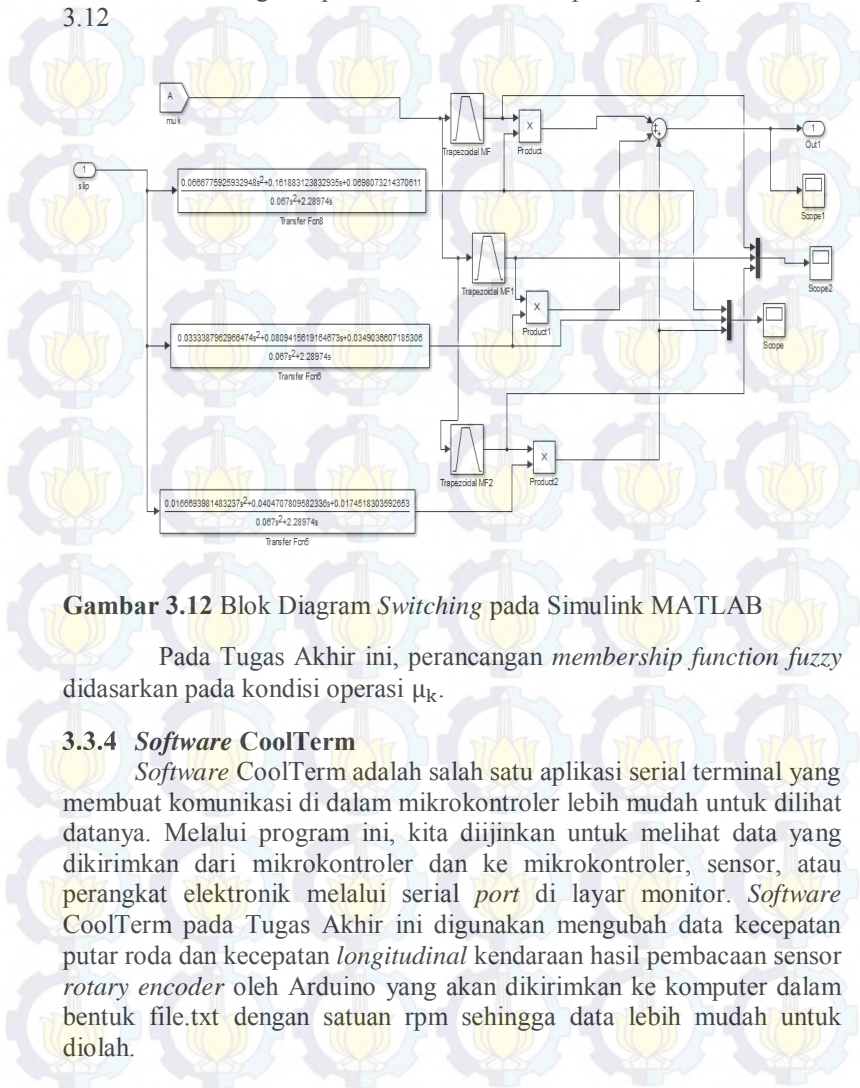 3.12
A
mu k
Trapezoidal MF
X
Product
1
Out1
1
slip
0.0666775925932948s²+0.161883123832935s+0.0698073214370611
0.067s²+2.28974s
Transfer Fcn8
Scope1
Trapezoidal MF1
X
Product1
Scope2
Scope
0.0333387962966474s²+0.0809415619164673s+0.0349036607185306
0.067s²+2.28974s
Transfer Fcn6
Trapezoidal MF2
X
Product2
0.0166693981483237s²+0.0404707809582336s+0.0174518303592653
0.067s²+2.28974s
Transfer Fcn5
Gambar 3.12 Blok Diagram Switching pada Simulink MATLAB
Pada Tugas Akhir ini, perancangan membership function fuzzy
didasarkan pada kondisi operasi μk.
3.3.4 Software CoolTerm
Software CoolTerm adalah salah satu aplikasi serial terminal yang
membuat komunikasi di dalam mikrokontroler lebih mudah untuk dilihat
datanya. Melalui program ini, kita diijinkan untuk melihat data yang
dikirimkan dari mikrokontroler dan ke mikrokontroler, sensor, atau
perangkat elektronik melalui serial port di layar monitor. Software
CoolTerm pada Tugas Akhir ini digunakan mengubah data kecepatan
putar roda dan kecepatan longitudinal kendaraan hasil pembacaan sensor
rotary encoder oleh Arduino yang akan dikirimkan ke komputer dalam
bentuk file.txt dengan satuan rpm sehingga data lebih mudah untuk
diolah.